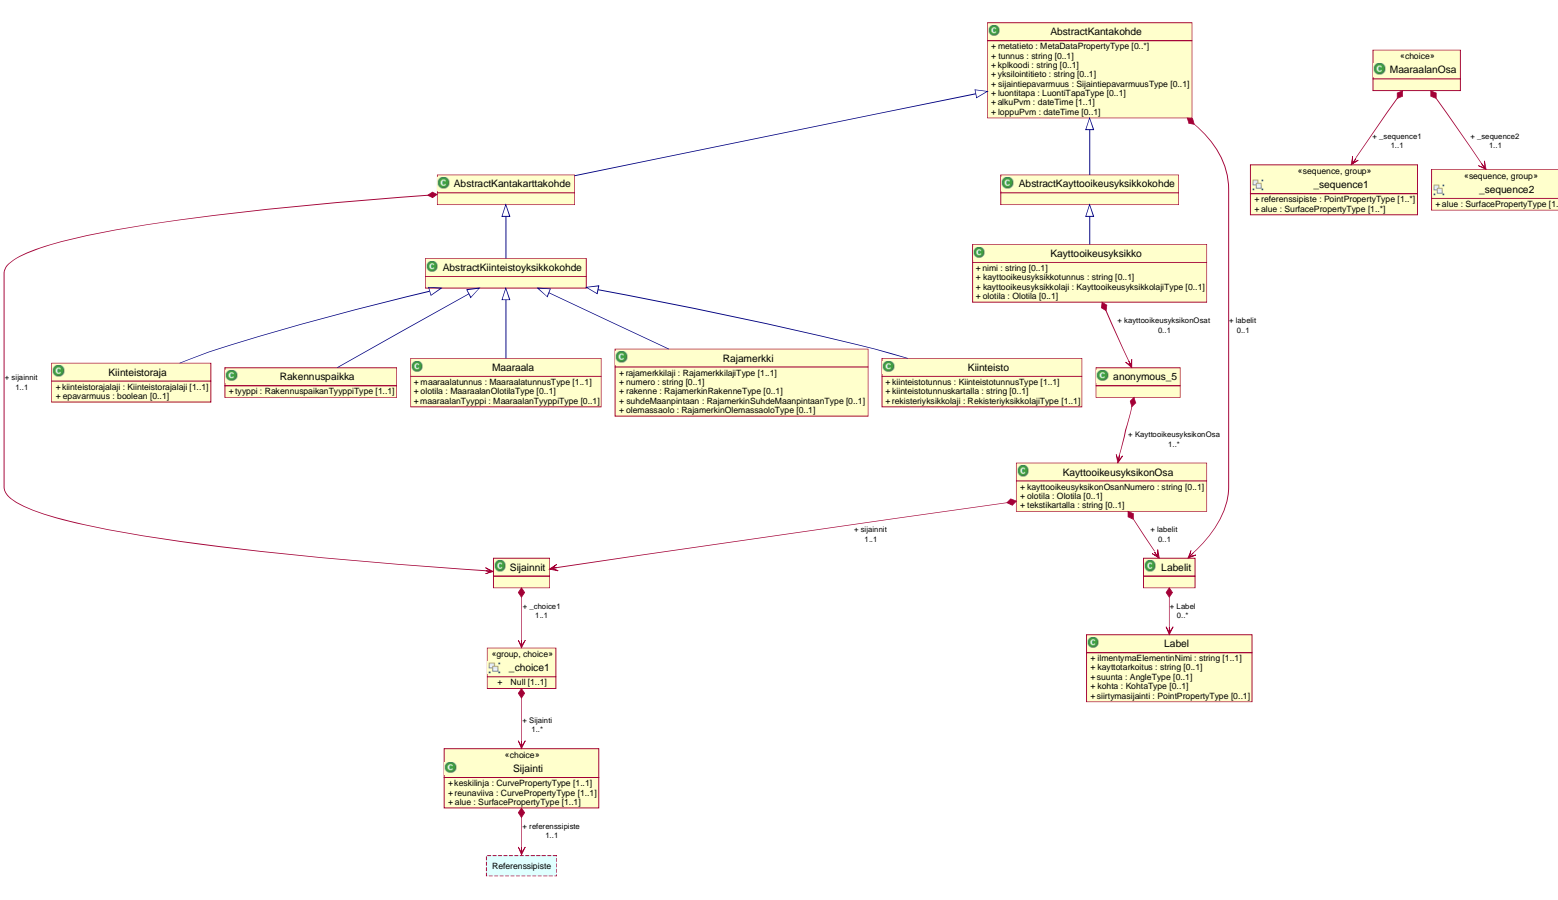 AbstractKantakohde
+ metatieto : MetaDataPropertyType [0..*]
+ tunnus : string [0..1]
+ kplkoodi : string [0..1]
+ yksilointitieto : string [0..1]
+ sijaintiepavarmuus : SijaintiepavarmuusType [0..1]
+ luontitapa : LuontiTapaType [0..1]
+ alkuPvm : dateTime [1..1]
+ loppuPvm : dateTime [0..1]
«choice»
MaaraalanOsa
+ _sequence1
1..1
+ _sequence2
1..1
«sequence, group»
_sequence1
+ referenssipiste : PointPropertyType [1..*]
+ alue : SurfacePropertyType [1..*]
«sequence, group»
_sequence2
+ alue : SurfacePropertyType [1..
AbstractKantakarttakohde
AbstractKayttooikeusyksikkokohde
AbstractKiinteistoyksikkokohde
Kayttooikeusyksikko
+ nimi : string [0..1]
+ kayttooikeusyksikkotunnus : string [0..1]
+ kayttooikeusyksikkolaji : KayttooikeusyksikkolajiType [0..1]
+ olotila : Olotila [0..1]
+ kayttooikeusyksikonOsat
0..1
+ labelit
0..1
+ sijainnit
1..1
Kiinteistoraja
+ kiinteistorajalaji : Kiinteistorajalaji [1..1]
+ epavarmuus : boolean [0..1]
Rakennuspaikka
+ tyyppi : RakennuspaikanTyyppiType [1..1]
Maaraala
+ maaraalatunnus : MaaraalatunnusType [1..1]
+ olotila : MaaraalanOlotilaType [0..1]
+ maaraalanTyyppi : MaaraalanTyyppiType [0..1]
Rajamerkki
+ rajamerkkilaji : RajamerkkilajiType [1..1]
+ numero : string [0..1]
+ rakenne : RajamerkinRakenneType [0..1]
+ suhdeMaanpintaan : RajamerkinSuhdeMaanpintaanType [0..1]
+ olemassaolo : RajamerkinOlemassaoloType [0..1]
Kiinteisto
+ kiinteistotunnus : KiinteistotunnusType [1..1]
+ kiinteistotunnuskartalla : string [0..1]
+ rekisteriyksikkolaji : RekisteriyksikkolajiType [1..1]
anonymous_5
+ KayttooikeusyksikonOsa
1..*
KayttooikeusyksikonOsa
+ kayttooikeusyksikonOsanNumero : string [0..1]
+ olotila : Olotila [0..1]
+ tekstikartalla : string [0..1]
+ sijainnit
1..1
+ labelit
0..1
Sijainnit
Labelit
+ _choice1
1..1
+ Label
0..*
«group, choice»
_choice1
+ Null [1..1]
Label
+ ilmentymaElementinNimi : string [1..1]
+ kayttotarkoitus : string [0..1]
+ suunta : AngleType [0..1]
+ kohta : KohtaType [0..1]
+ siirtymasijainti : PointPropertyType [0..1]
+ Sijainti
1..*
«choice»
Sijainti
+ keskilinja : CurvePropertyType [1..1]
+ reunaviiva : CurvePropertyType [1..1]
+ alue : SurfacePropertyType [1..1]
+ referenssipiste
1..1
Referenssipiste